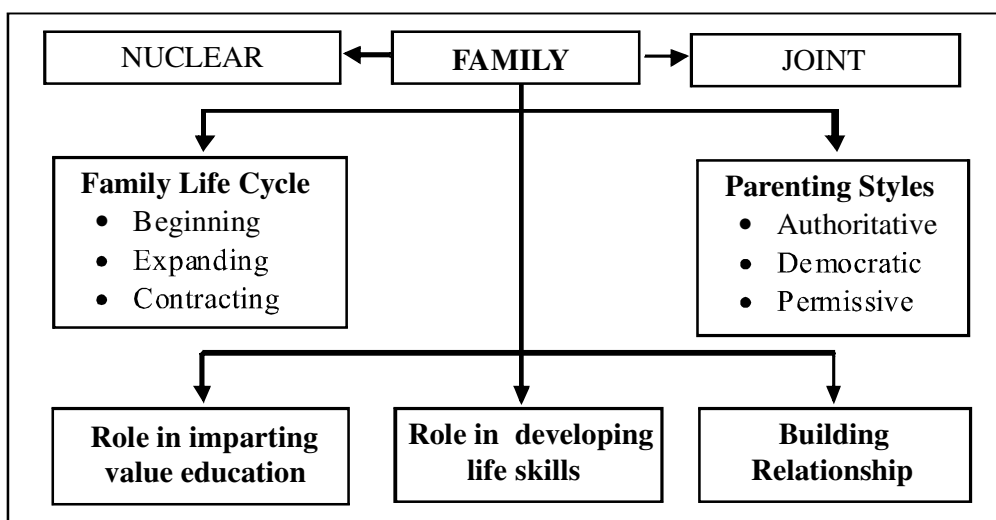 NUCLEAR
FAMILY
JOINT
Family Life Cycle
• Beginning
• Expanding
• Contracting
Parenting Styles
• Authoritative
• Democratic
• Permissive
Role in imparting
value education
Role in developing
life skills
Building
Relationship